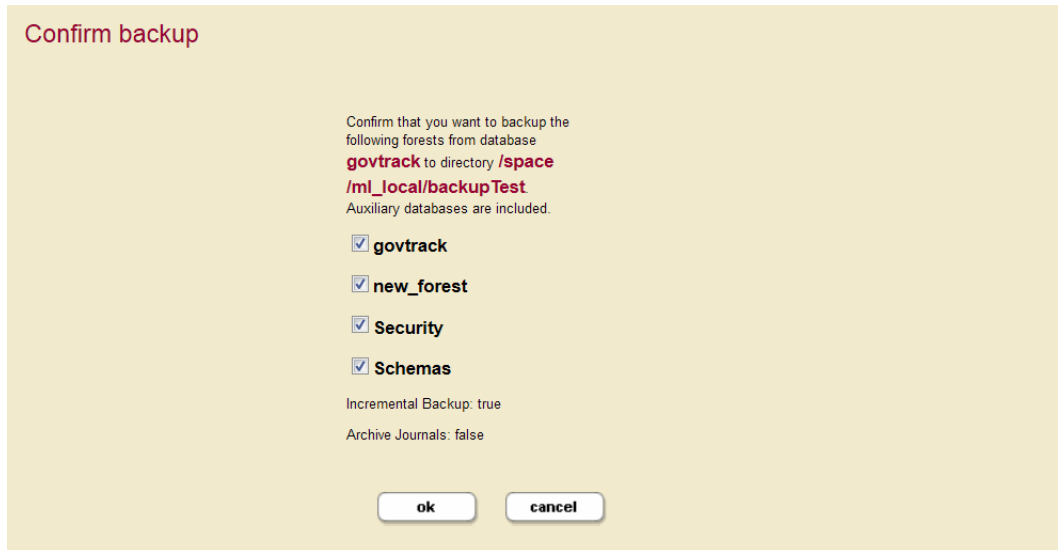 Confirm backup
Confirm that you want to backup the
following forests from database
govtrack to directory /space
/ml_local/backupTest.
Auxiliary databases are included.
govtrack
new_forest
Security
Schemas
Incremental Backup: true
Archive Journals: false
ok
cancel